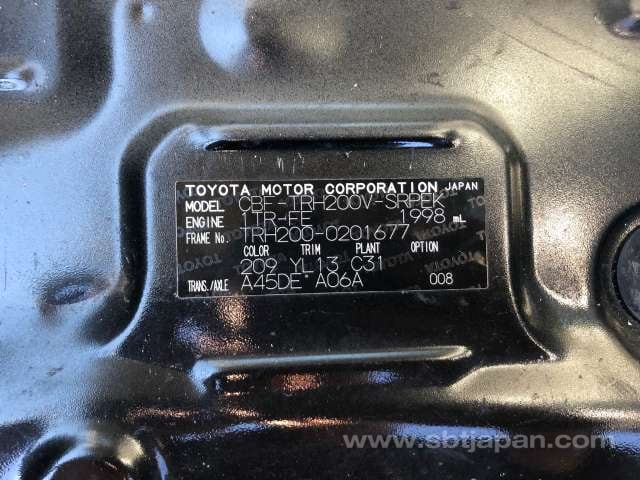 TOYOTA MOTOR CORPORATION JAPAN
MODEL CBF-TRH200V-SRPEK
ENGINE 1TR-FE 1998 mL
FRAME No. TRH200-0201677
COLOR TRIM PLANT OPTION
209 YL13 C31
TRANS./AXLE A45DE A06A 008
www.sbtjapan.com